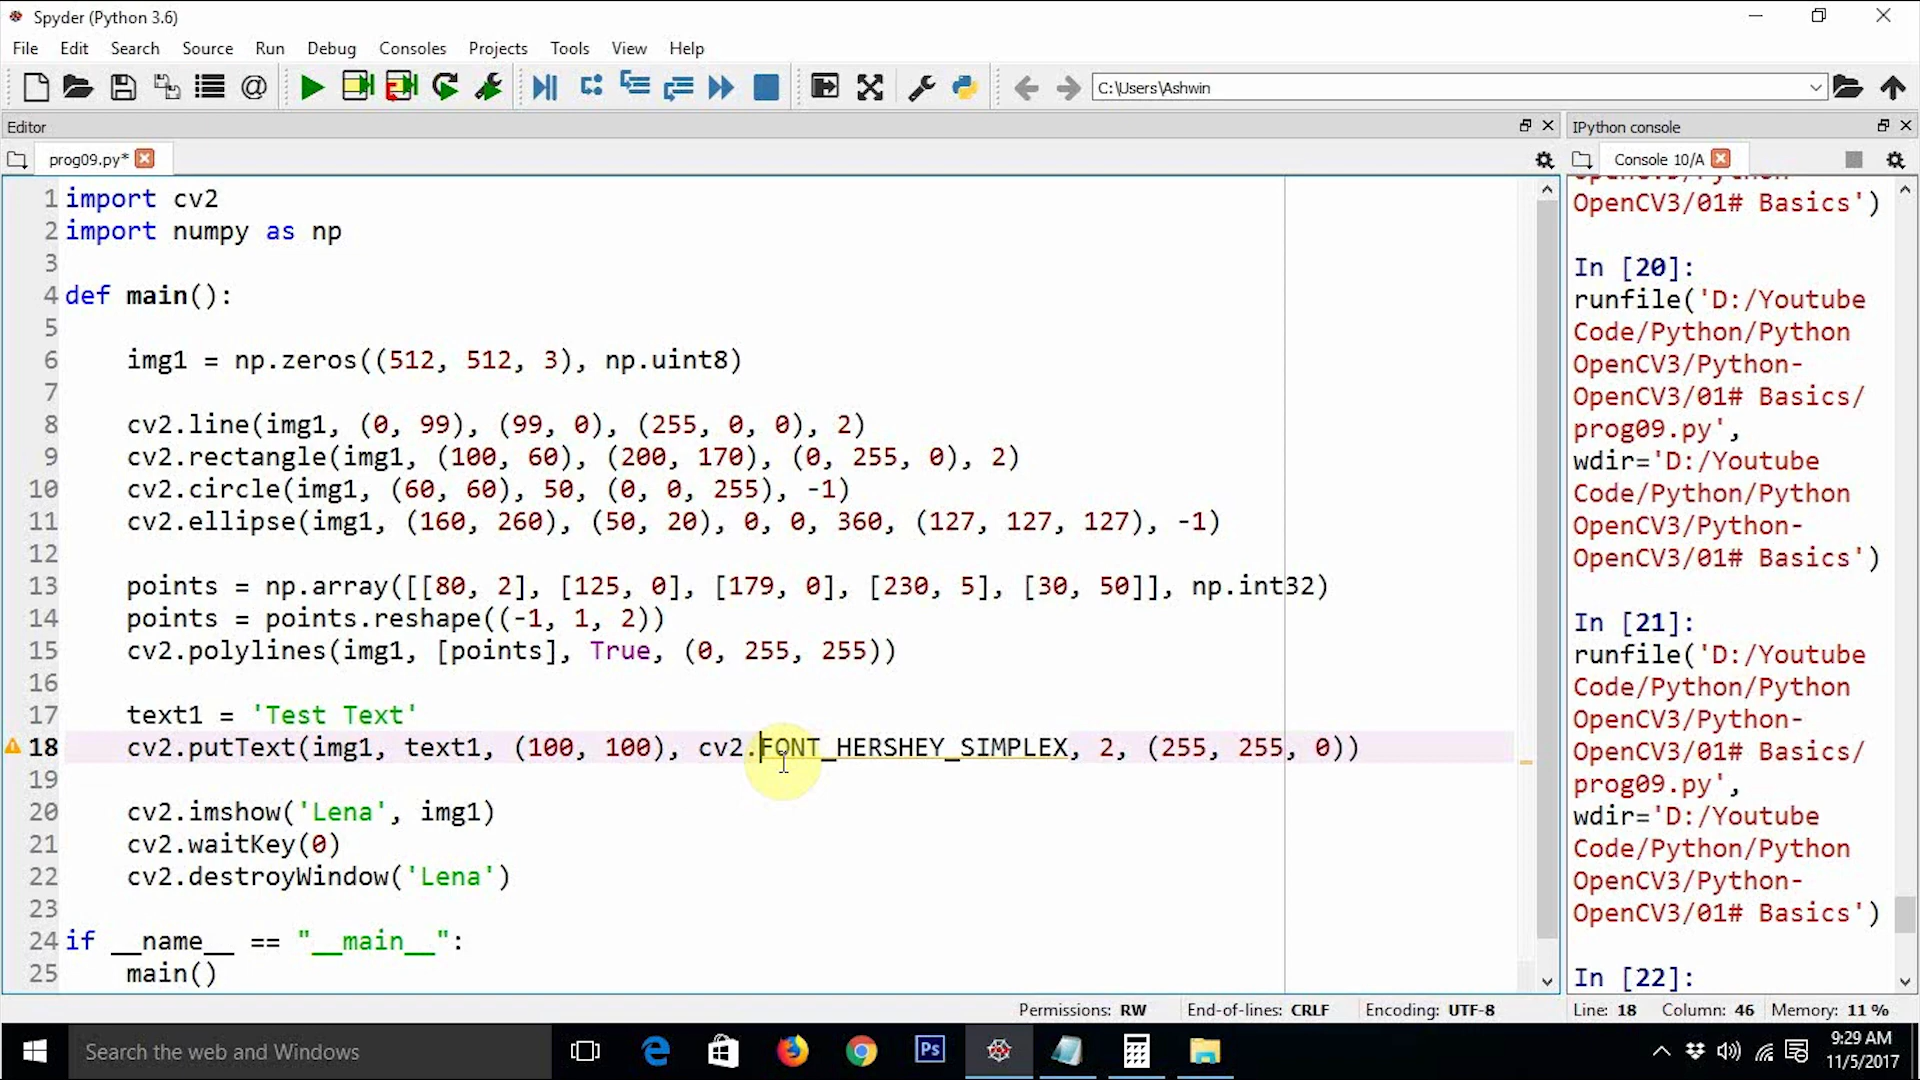 Spyder (Python 3.6)
File Edit Search Source Run Debug Consoles Projects Tools View Help
C:\Users\Ashwin
Editor
prog09.py*
1 import cv2
2 import numpy as np
3
4 def main():
5
6     img1 = np.zeros((512, 512, 3), np.uint8)
7
8     cv2.line(img1, (0, 99), (99, 0), (255, 0, 0), 2)
9     cv2.rectangle(img1, (100, 60), (200, 170), (0, 255, 0), 2)
10     cv2.circle(img1, (60, 60), 50, (0, 0, 255), -1)
11     cv2.ellipse(img1, (160, 260), (50, 20), 0, 0, 360, (127, 127, 127), -1)
12
13     points = np.array([[80, 2], [125, 0], [179, 0], [230, 5], [30, 50]], np.int32)
14     points = points.reshape((-1, 1, 2))
15     cv2.polylines(img1, [points], True, (0, 255, 255))
16
17     text1 = 'Test Text'
18     cv2.putText(img1, text1, (100, 100), cv2.FONT_HERSHEY_SIMPLEX, 2, (255, 255, 0))
19
20     cv2.imshow('Lena', img1)
21     cv2.waitKey(0)
22     cv2.destroyWindow('Lena')
23
24 if __name__ == "__main__":
25     main()
IPython console
Console 10/A
OpenCV3/01# Basics')
In [20]:
runfile('D:/Youtube
Code/Python/Python
OpenCV3/Python-
OpenCV3/01# Basics/
prog09.py',
wdir='D:/Youtube
Code/Python/Python
OpenCV3/Python-
OpenCV3/01# Basics')
In [21]:
runfile('D:/Youtube
Code/Python/Python
OpenCV3/Python-
OpenCV3/01# Basics/
prog09.py',
wdir='D:/Youtube
Code/Python/Python
OpenCV3/Python-
OpenCV3/01# Basics')
In [22]:
Permissions: RW End-of-lines: CRLF Encoding: UTF-8 Line: 18 Column: 46 Memory: 11 %
Search the web and Windows
Ps
9:29 AM
11/5/2017